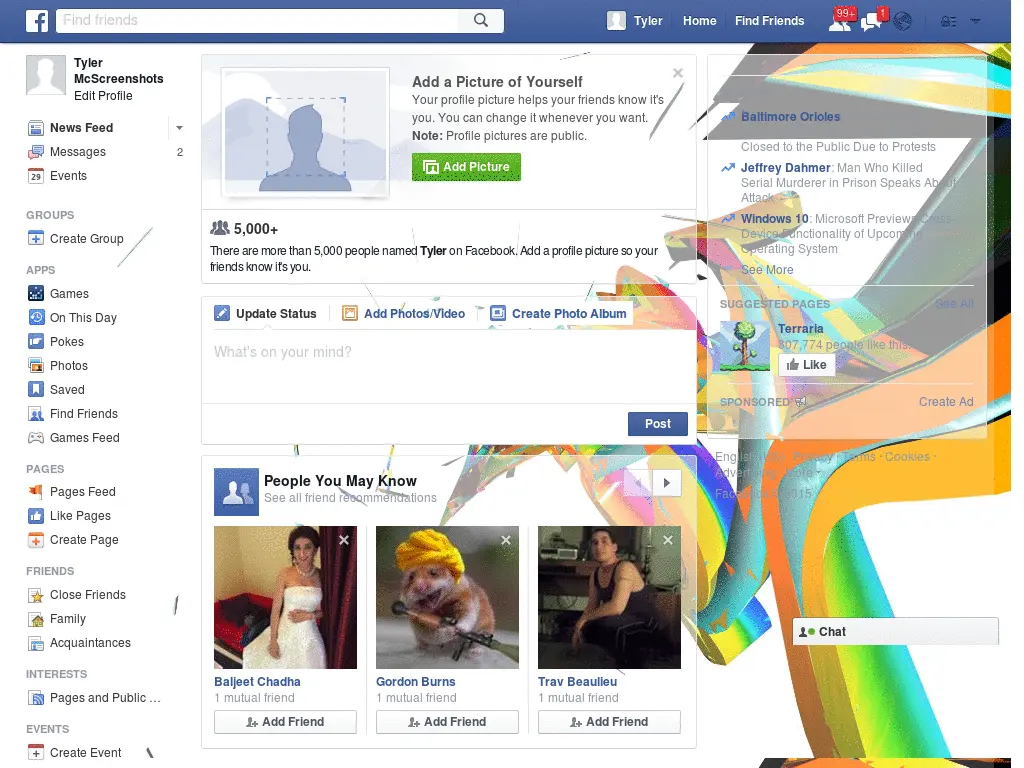 f
Find friends
Tyler
Home
Find Friends
99+
1
Tyler
McScreenshots
Edit Profile
News Feed
Messages
2
29
Events
GROUPS
Create Group
APPS
Games
On This Day
Pokes
Photos
Saved
Find Friends
Games Feed
PAGES
Pages Feed
Like Pages
Create Page
FRIENDS
Close Friends
Family
Acquaintances
INTERESTS
Pages and Public ...
EVENTS
Create Event
Add a Picture of Yourself
Your profile picture helps your friends know it's
you. You can change it whenever you want.
Note: Profile pictures are public.
Add Picture
5,000+
There are more than 5,000 people named Tyler on Facebook. Add a profile picture so your
friends know it's you.
Update Status
Add Photos/Video
Create Photo Album
What's on your mind?
Post
People You May Know
See all friend recommendations
Baljeet Chadha
1 mutual friend
Add Friend
Gordon Burns
1 mutual friend
Add Friend
Trav Beaulieu
1 mutual friend
Add Friend
Baltimore Orioles
Closed to the Public Due to Protests
Jeffrey Dahmer: Man Who Killed
Serial Murderer in Prison Speaks About
Attack
Windows 10: Microsoft Previews Cross-
Device Functionality of Upcoming
Operating System
See More
SUGGESTED PAGES
See All
Terraria
807,774 people like this.
Like
SPONSORED
Create Ad
English · Privacy · Terms · Cookies ·
2015
Chat